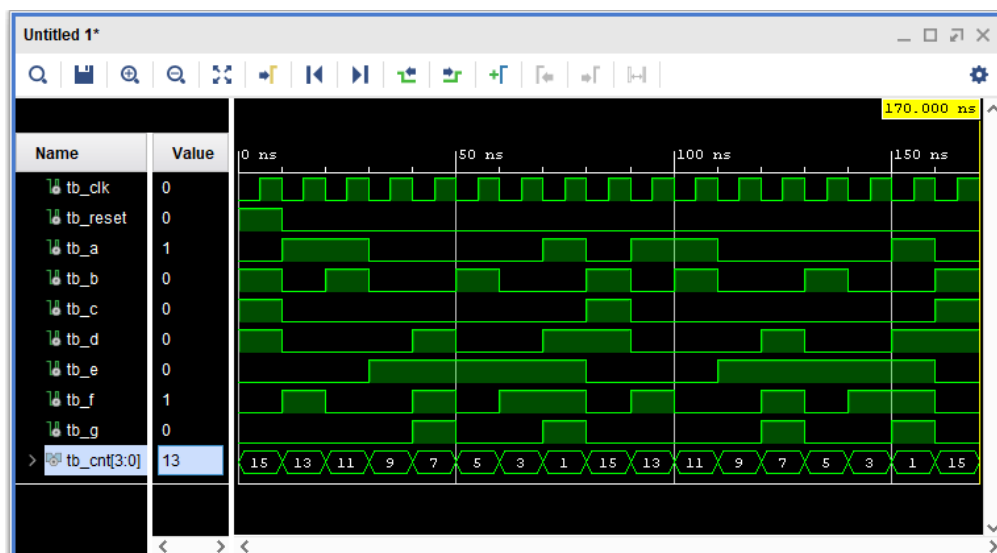 Untitled 1*
170.000 ns
Name Value
0 ns 50 ns 100 ns 150 ns
tb_clk 0
tb_reset 0
tb_a 1
tb_b 0
tb_c 0
tb_d 0
tb_e 0
tb_f 1
tb_g 0
tb_cnt[3:0] 13 15 13 11 9 7 5 3 1 15 13 11 9 7 5 3 1 15